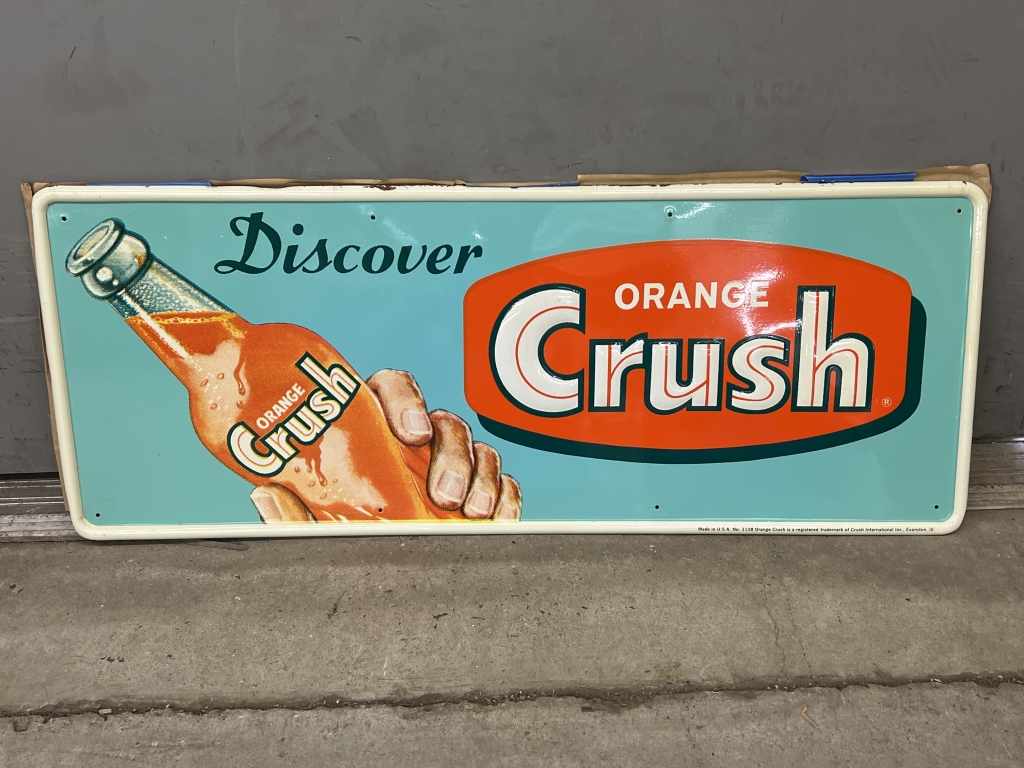 Discover
ORANGE
Crush
®
ORANGE
Crush
Made in U.S.A. No. 1128 Orange Crush is a registered trademark of Crush International Inc., Evanston, Ill.